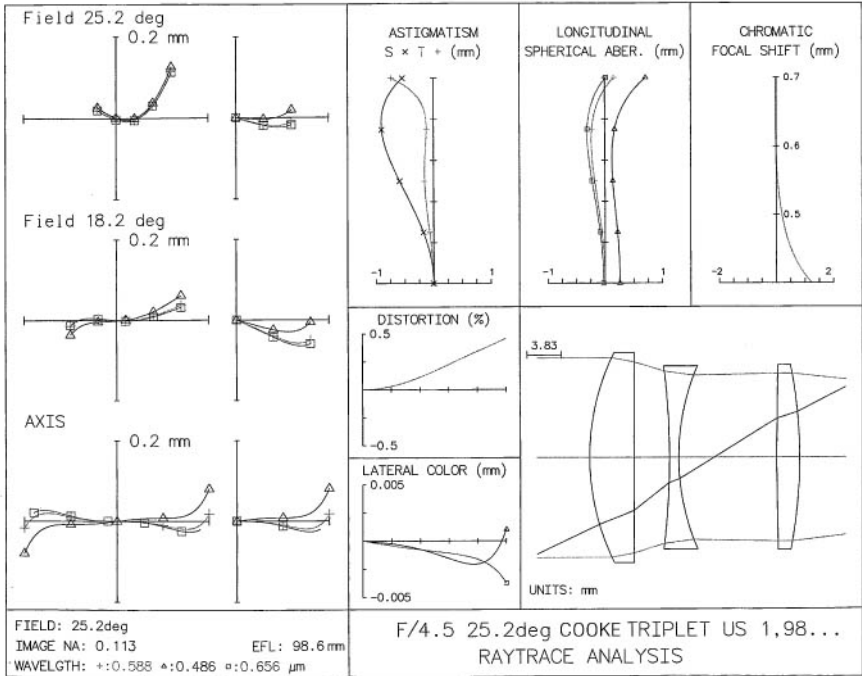 Field 25.2 deg
0.2 mm
Field 18.2 deg
0.2 mm
AXIS
0.2 mm
ASTIGMATISM
S × T + (mm)
-1
1
LONGITUDINAL
SPHERICAL ABER. (mm)
-1
1
CHROMATIC
FOCAL SHIFT (mm)
0.7
0.6
0.5
-2
2
DISTORTION (%)
0.5
-0.5
LATERAL COLOR (mm)
0.005
-0.005
3.83
UNITS: mm
FIELD: 25.2deg
IMAGE NA: 0.113 EFL: 98.6mm
WAVELGTH: +:0.588 △:0.486 □:0.656 μm
F/4.5 25.2deg COOKE TRIPLET US 1,98...
RAYTRACE ANALYSIS